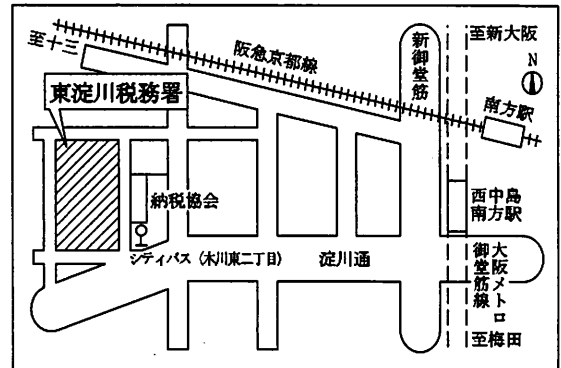 至十三
阪急京都線
新御堂筋
至新大阪
N
東淀川税務署
南方駅
納税協会
西中島
南方駅
シティバス（木川東二丁目）
淀川通
大阪メトロ
御堂筋線
至梅田